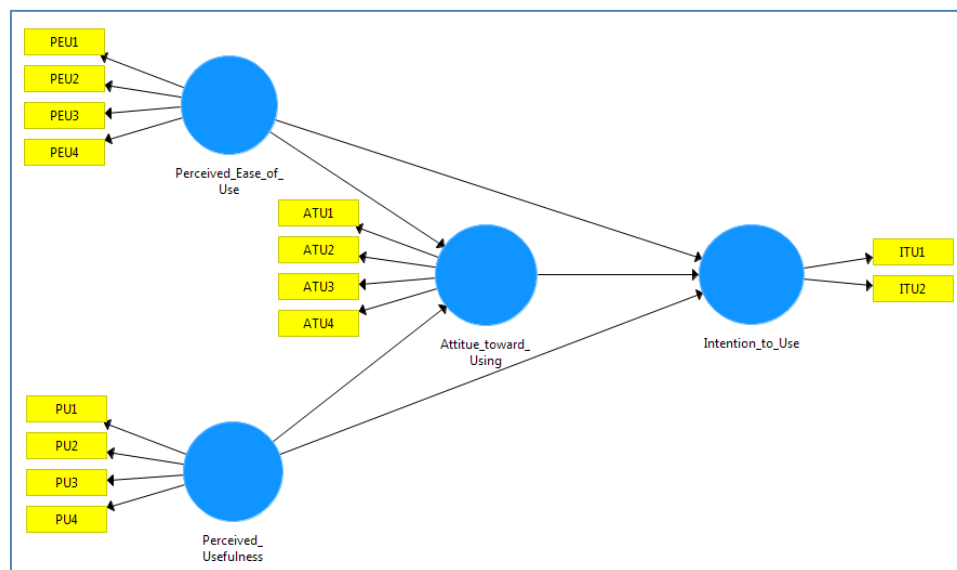 PEU1
PEU2
PEU3
PEU4
Perceived_Ease_of_
Use
ATU1
ATU2
ATU3
ATU4
Attitue_toward_
Using
ITU1
ITU2
Intention_to_Use
PU1
PU2
PU3
PU4
Perceived_
Usefulness